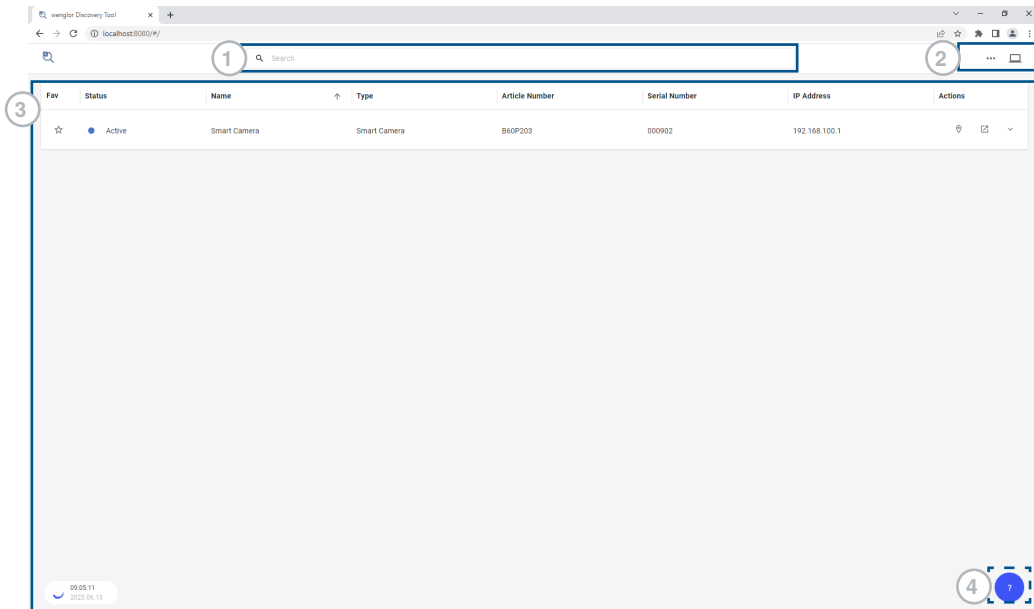 wenglor Discovery Tool
localhost:8080/#/
1
Search
2
3
Fav Status Name Type Article Number Serial Number IP Address Actions
Active Smart Camera Smart Camera B60P203 000902 192.168.100.1
09:05:11
2023.06.13
4
?